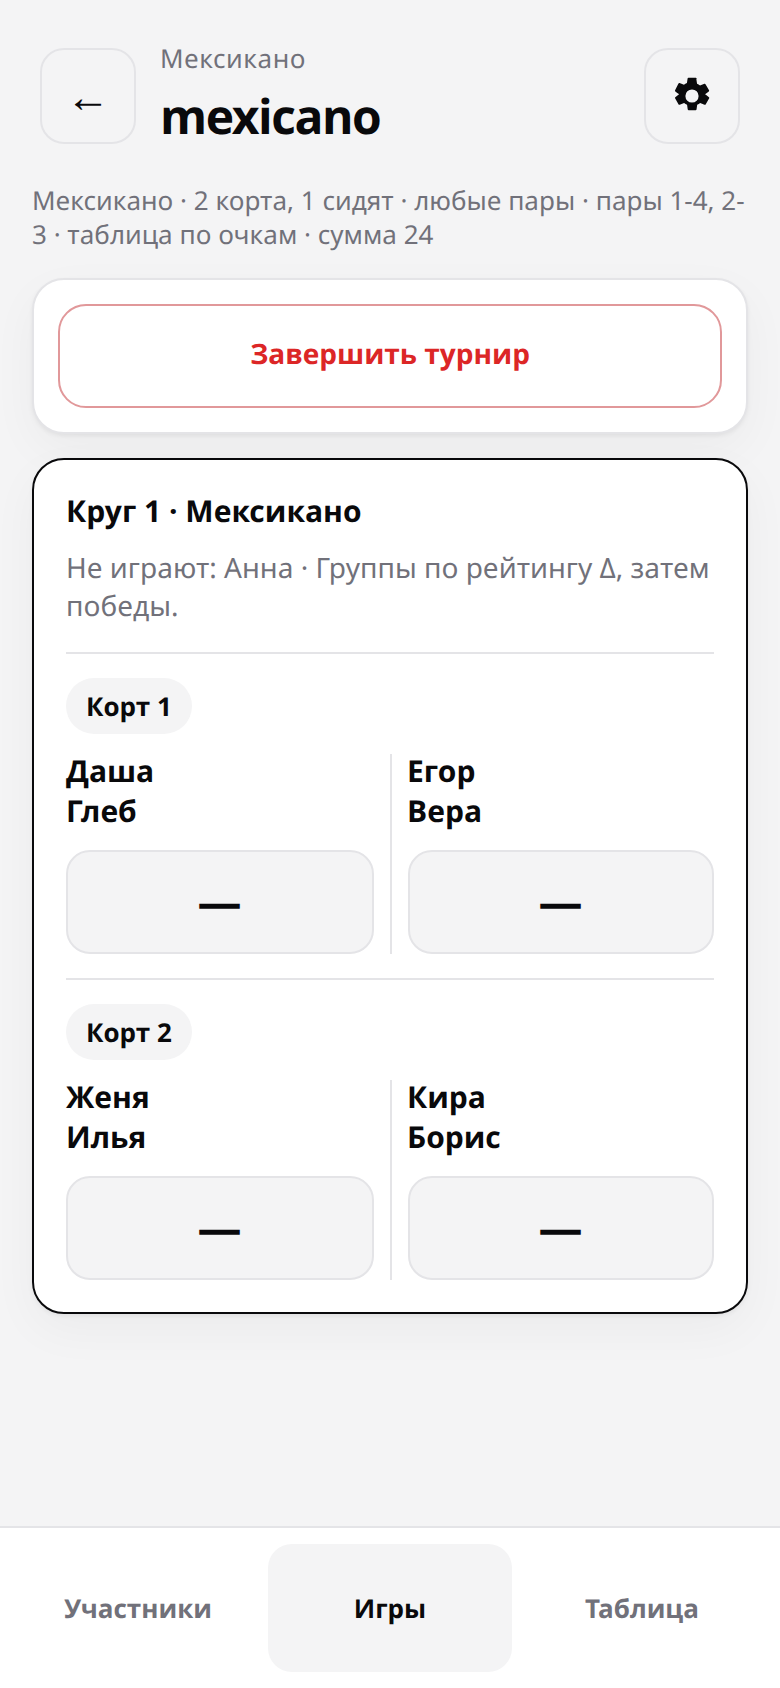 ←
Мексикано
mexicano
Мексикано · 2 корта, 1 сидят · любые пары · пары 1-4, 2-
3 · таблица по очкам · сумма 24
Завершить турнир
Круг 1 · Мексикано
Не играют: Анна · Группы по рейтингу Δ, затем
победы.
Корт 1
Даша
Глеб
Егор
Вера
—
—
Корт 2
Женя
Илья
Кира
Борис
—
—
Участники
Игры
Таблица